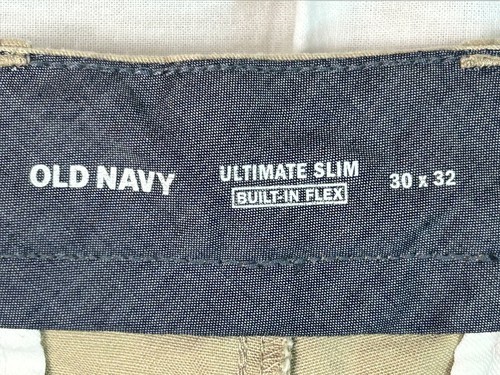 OLD NAVY
ULTIMATE SLIM
BUILT-IN FLEX
30 x 32